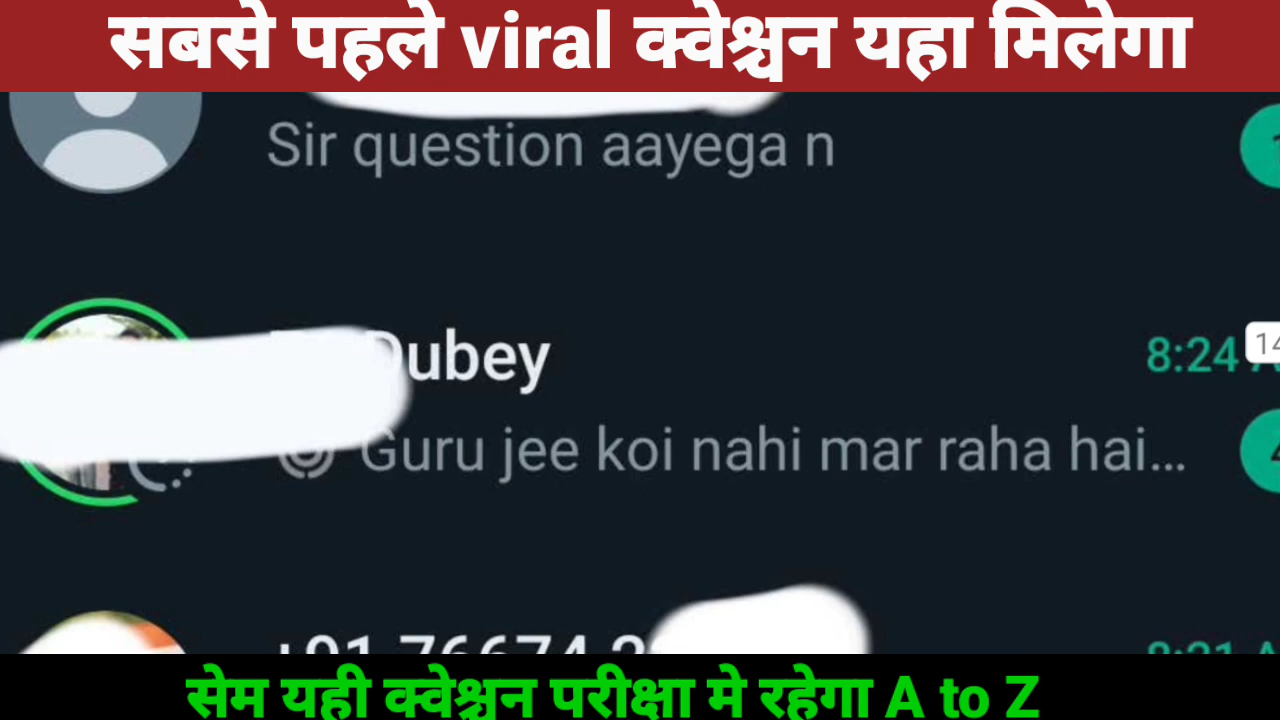 सबसे पहले viral क्वेश्चन यहा मिलेगा
Sir question aayega n
Dubey
8:24
Guru jee koi nahi mar raha hai...
सेम यही क्वेश्चन परीक्षा मे रहेगा A to Z